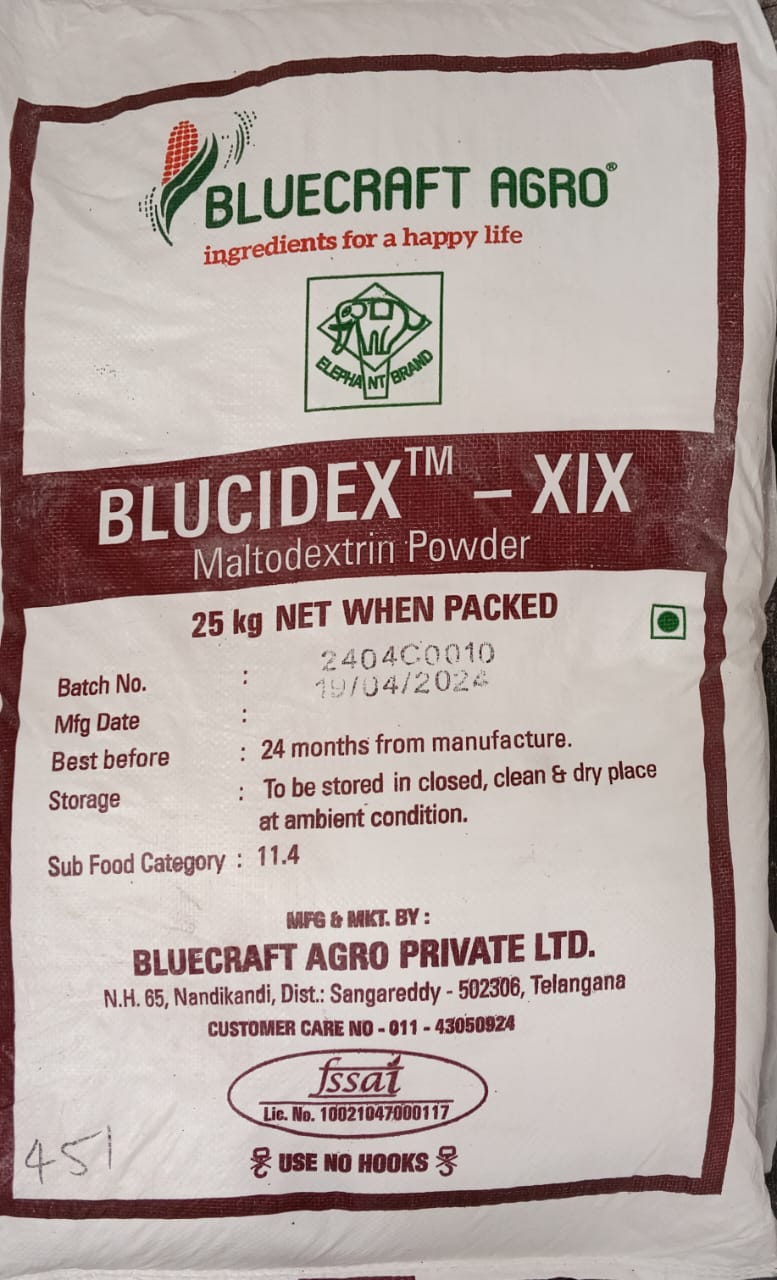 BLUECRAFT AGRO®
ingredients for a happy life
ELEPHANT BRAND
BLUCIDEX™ – XIX
Maltodextrin Powder
25 kg NET WHEN PACKED
Batch No. : 2404C0010
Mfg Date : 19/04/2024
Best before : 24 months from manufacture.
Storage : To be stored in closed, clean & dry place
at ambient condition.
Sub Food Category : 11.4
MFG & MKT. BY :
BLUECRAFT AGRO PRIVATE LTD.
N.H. 65, Nandikandi, Dist.: Sangareddy - 502306, Telangana
CUSTOMER CARE NO - 011 - 43050924
fssai
Lic. No. 10021047000117
451
USE NO HOOKS